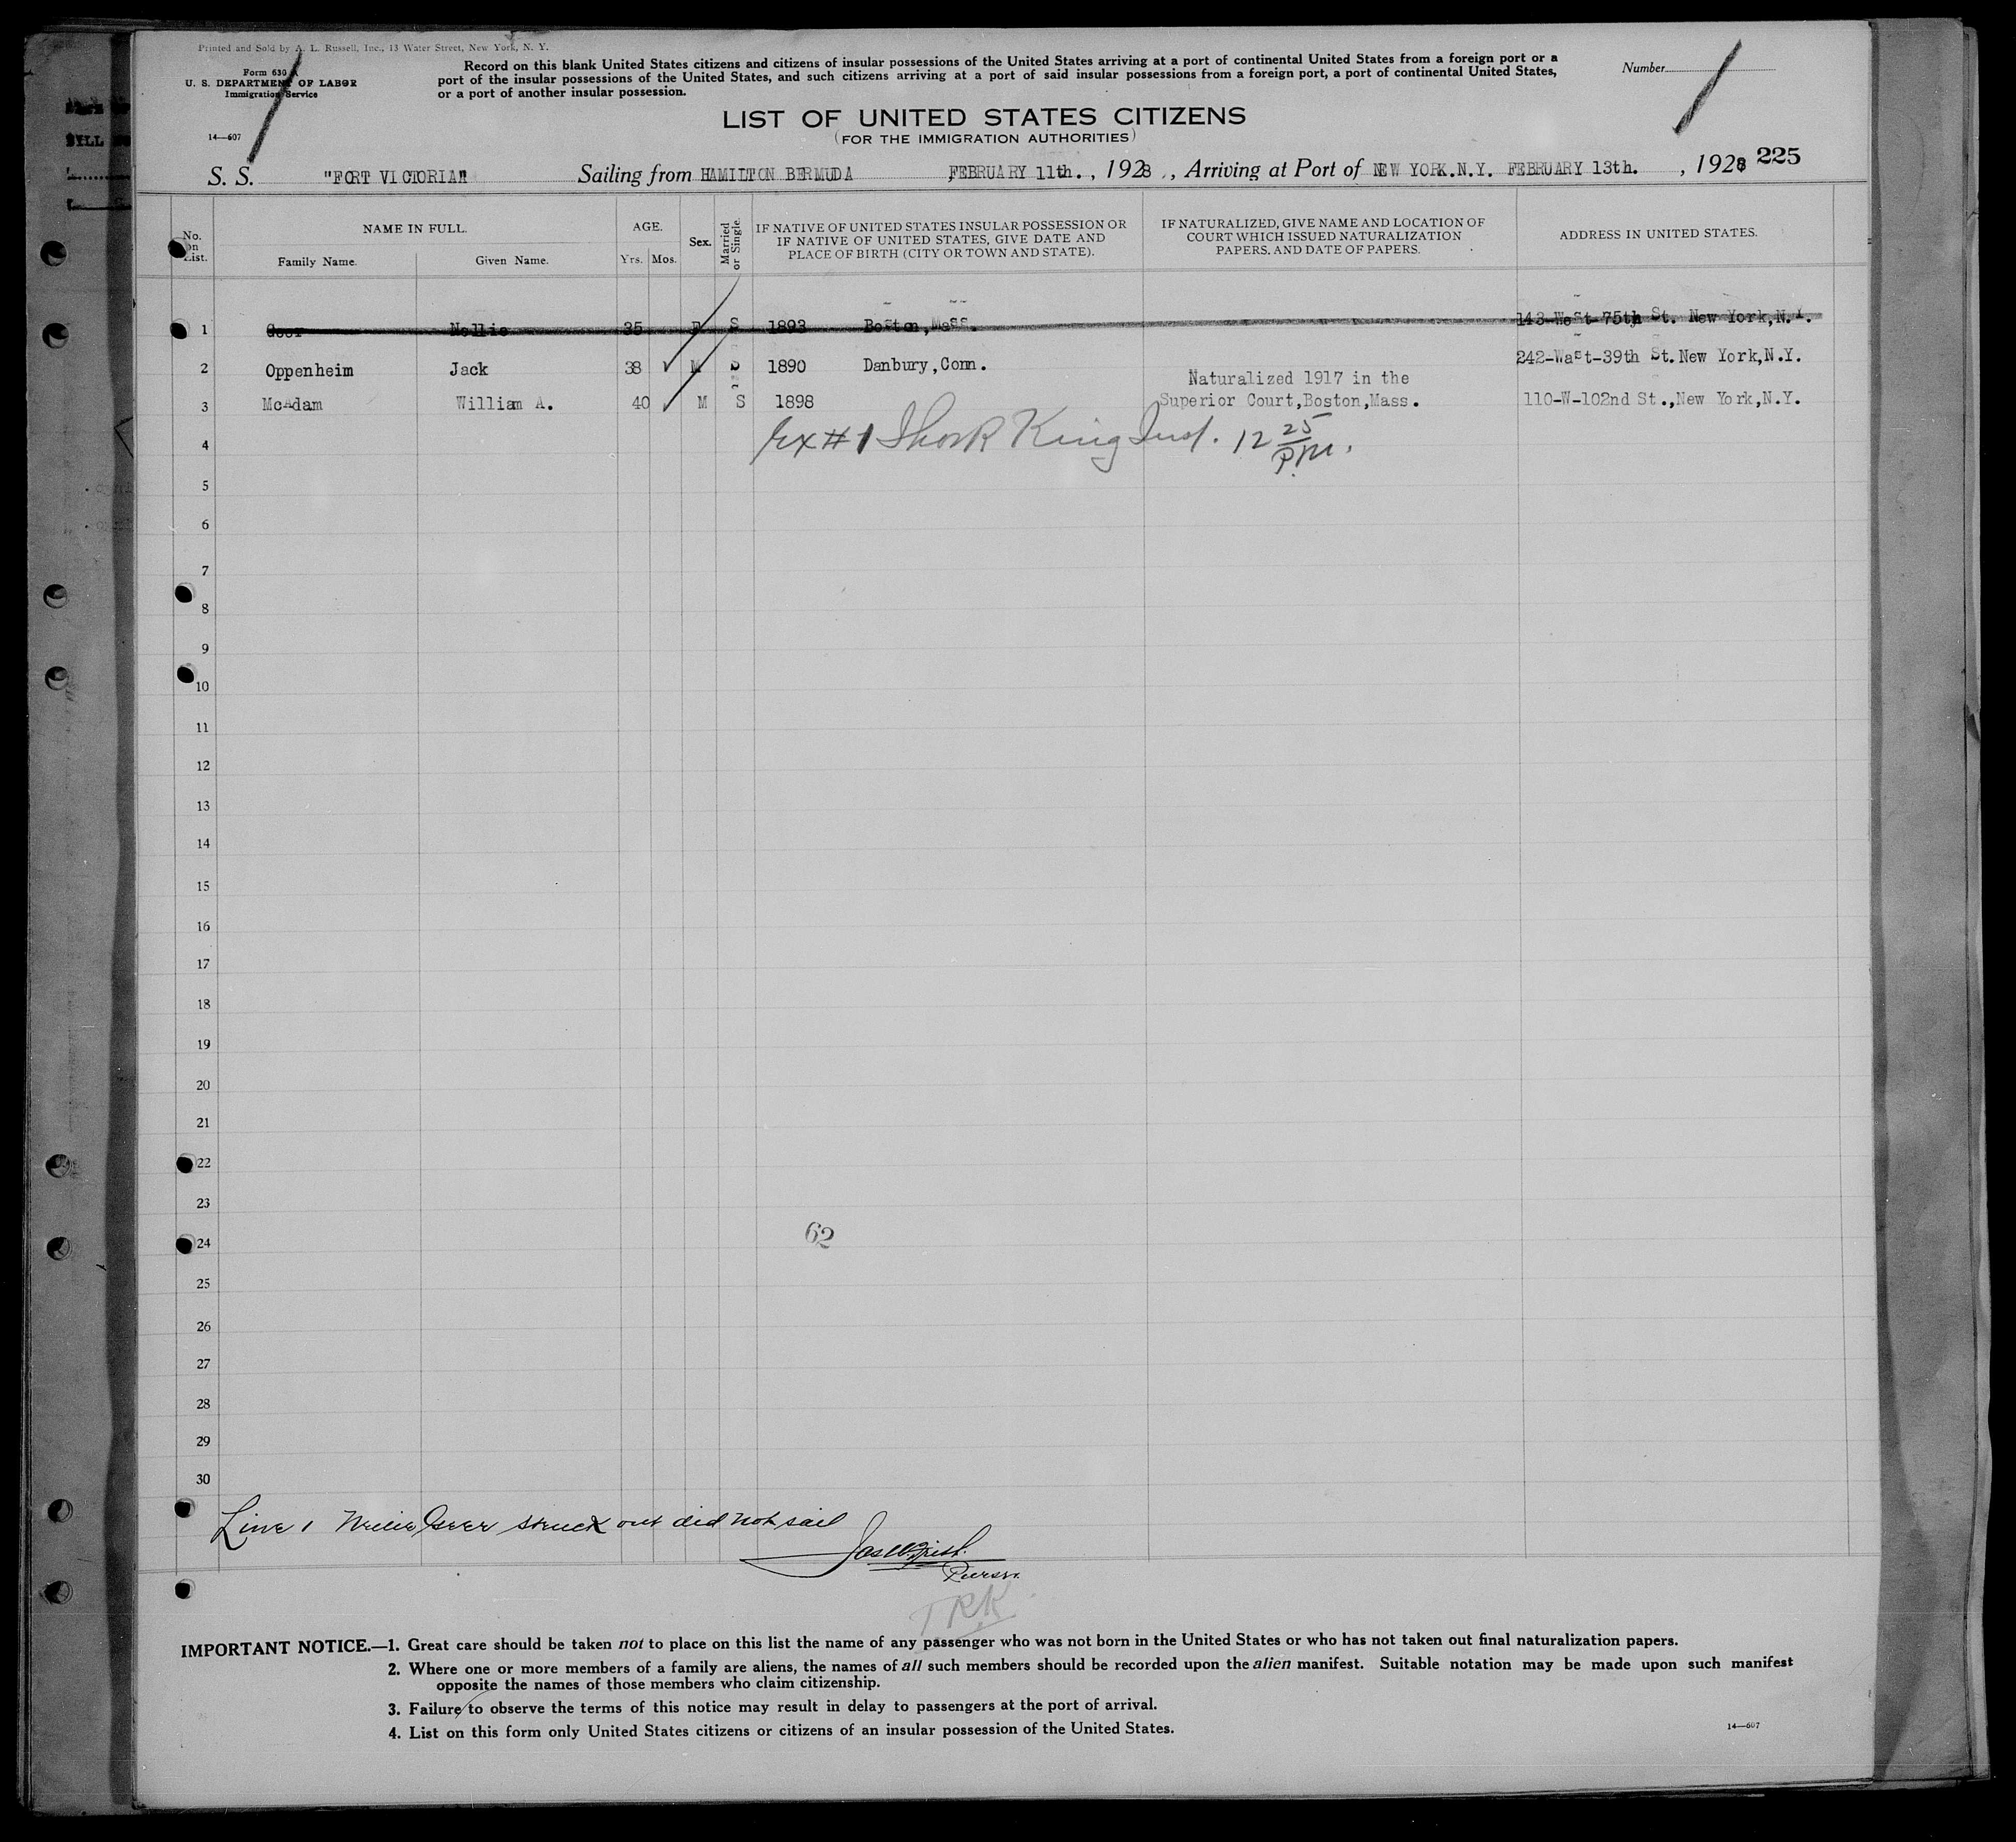 Printed and Sold by A. L. Russell, Inc., 13 Water Street, New York, N. Y.
Form 630 A
U. S. DEPARTMENT OF LABOR
Immigration Service
14—607
Record on this blank United States citizens and citizens of insular possessions of the United States arriving at a port of continental United States from a foreign port or a
port of the insular possessions of the United States, and such citizens arriving at a port of said insular possessions from a foreign port, a port of continental United States,
or a port of another insular possession.
Number
LIST OF UNITED STATES CITIZENS
(FOR THE IMMIGRATION AUTHORITIES)
S. S. "FORT VICTORIA" Sailing from HAMILTON BERMUDA , FEBRUARY 11th. , 1928 , Arriving at Port of NEW YORK.N.Y. FEBRUARY 13th. , 1928 225
No. on List.
NAME IN FULL.
Family Name. Given Name.
AGE.
Yrs. Mos.
Sex.
Married or Single.
IF NATIVE OF UNITED STATES INSULAR POSSESSION OR
IF NATIVE OF UNITED STATES, GIVE DATE AND
PLACE OF BIRTH (CITY OR TOWN AND STATE).
IF NATURALIZED, GIVE NAME AND LOCATION OF
COURT WHICH ISSUED NATURALIZATION
PAPERS, AND DATE OF PAPERS.
ADDRESS IN UNITED STATES.
1 Nellie 35 F S 1893 Boston,Mass. 143-West-75th St. New York,N.Y.
2 Oppenheim Jack 38 M S 1890 Danbury,Conn. 242-Wast-39th St.New York,N.Y.
Naturalized 1917 in the
3 McAdam William A. 40 M S 1898 Superior Court,Boston,Mass. 110-W-102nd St.,New York,N.Y.
4 Ex #1 King Insp. 12 25 P.M.
5
6
7
8
9
10
11
12
13
14
15
16
17
18
19
20
21
22
23
62
24
25
26
27
28
29
30
Line 1 Nellie struck out did not sail
Purser
TRK
IMPORTANT NOTICE.—1. Great care should be taken not to place on this list the name of any passenger who was not born in the United States or who has not taken out final naturalization papers.
2. Where one or more members of a family are aliens, the names of all such members should be recorded upon the alien manifest. Suitable notation may be made upon such manifest
opposite the names of those members who claim citizenship.
3. Failure to observe the terms of this notice may result in delay to passengers at the port of arrival.
4. List on this form only United States citizens or citizens of an insular possession of the United States.
14—607